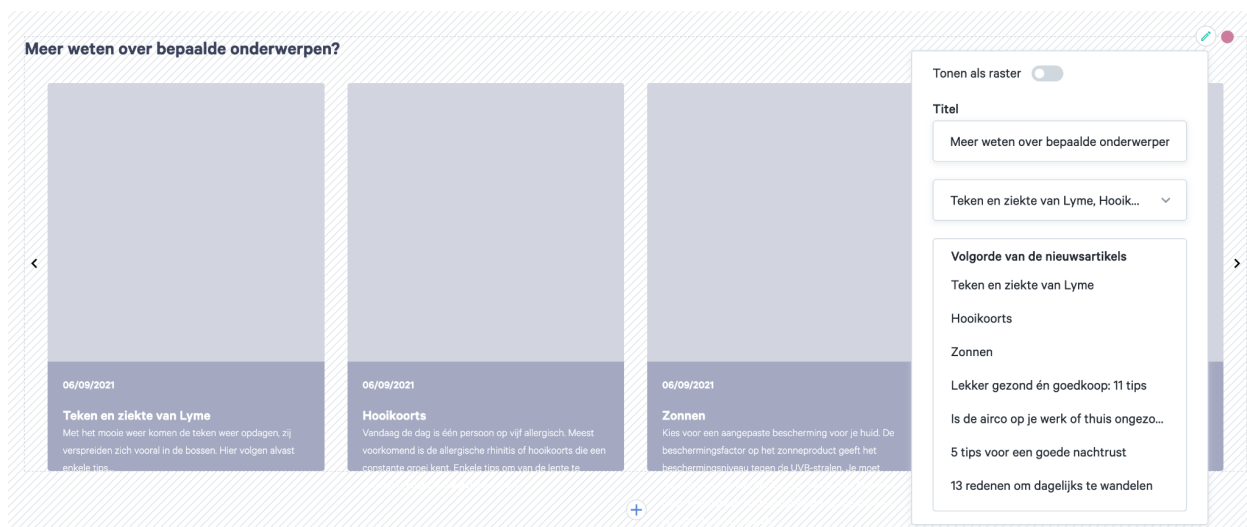 Meer weten over bepaalde onderwerpen?
06/09/2021
Teken en ziekte van Lyme
Met het mooie weer komen de teken weer opdagen, zij
verspreiden zich vooral in de bossen. Hier volgen alvast
enkele tips...
06/09/2021
Hooikoorts
Vandaag de dag is één persoon op vijf allergisch. Meest
voorkomend is de allergische rhinitis of hooikoorts die een
constante groei kent. Enkele tips om van de lente te
06/09/2021
Zonnen
Kies voor een aangepaste bescherming voor je huid. De
beschermingsfactor op het zonneproduct geeft het
beschermingsniveau tegen de UVB-stralen. Je moet
Tonen als raster
Titel
Meer weten over bepaalde onderwerper
Teken en ziekte van Lyme, Hooik...
Volgorde van de nieuwsartikels
Teken en ziekte van Lyme
Hooikoorts
Zonnen
Lekker gezond én goedkoop: 11 tips
Is de airco op je werk of thuis ongezo...
5 tips voor een goede nachtrust
13 redenen om dagelijks te wandelen